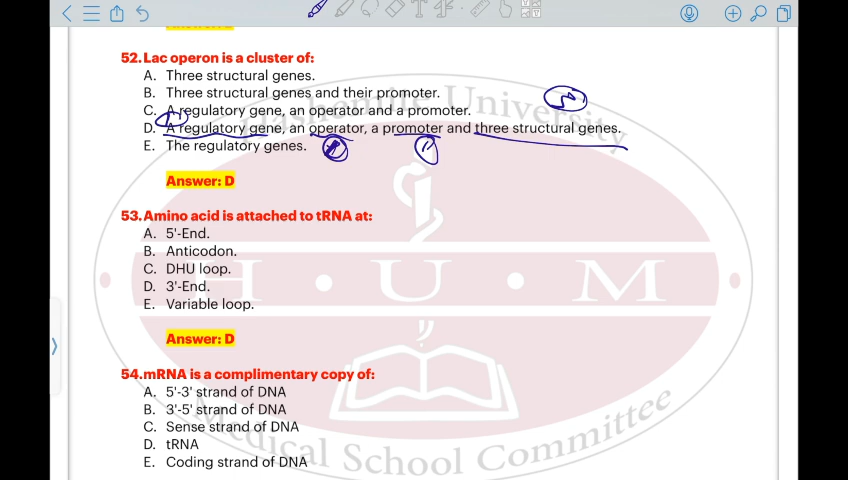 52. Lac operon is a cluster of:
A. Three structural genes.
B. Three structural genes and their promoter.
C. A regulatory gene, an operator and a promoter.
D. A regulatory gene, an operator, a promoter and three structural genes.
E. The regulatory genes.
Answer: D
53. Amino acid is attached to tRNA at:
A. 5'-End.
B. Anticodon.
C. DHU loop.
D. 3'-End.
E. Variable loop.
Answer: D
54. mRNA is a complimentary copy of:
A. 5'-3' strand of DNA
B. 3'-5' strand of DNA
C. Sense strand of DNA
D. tRNA
E. Coding strand of DNA
Hashemite University
H • U • M
Medical School Committee